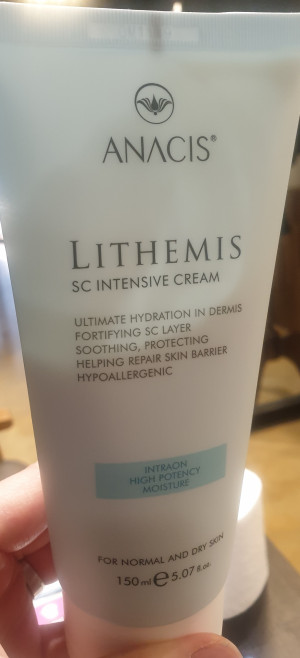 ANACIS®
LITHEMIS
SC INTENSIVE CREAM
ULTIMATE HYDRATION IN DERMIS
FORTIFYING SC LAYER
SOOTHING, PROTECTING
HELPING REPAIR SKIN BARRIER
HYPOALLERGENIC
INTRAON
HIGH POTENCY
MOISTURE
FOR NORMAL AND DRY SKIN
150 ml e 5.07 fl.oz.